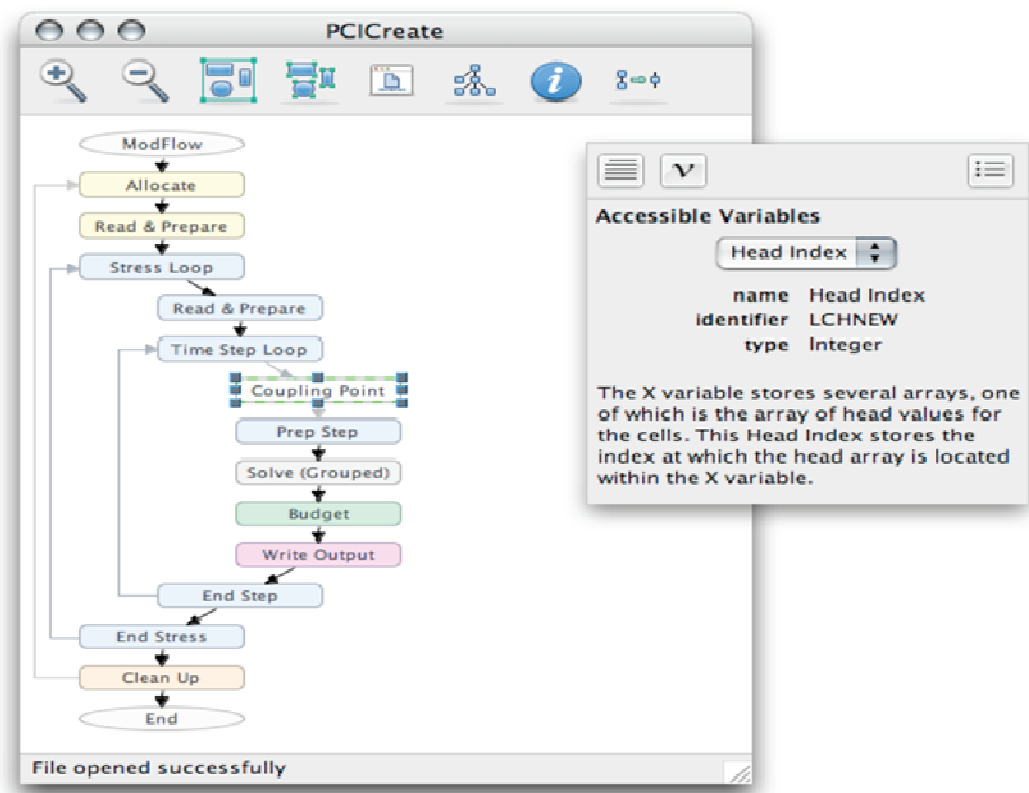 PCICreate
ModFlow
Allocate
Read & Prepare
Stress Loop
Read & Prepare
Time Step Loop
Coupling Point
Prep Step
Solve (Grouped)
Budget
Write Output
End Step
End Stress
Clean Up
End
File opened successfully
i
V
Accessible Variables
Head Index
name Head Index
identifier LCHNEW
type Integer
The X variable stores several arrays, one
of which is the array of head values for
the cells. This Head Index stores the
index at which the head array is located
within the X variable.